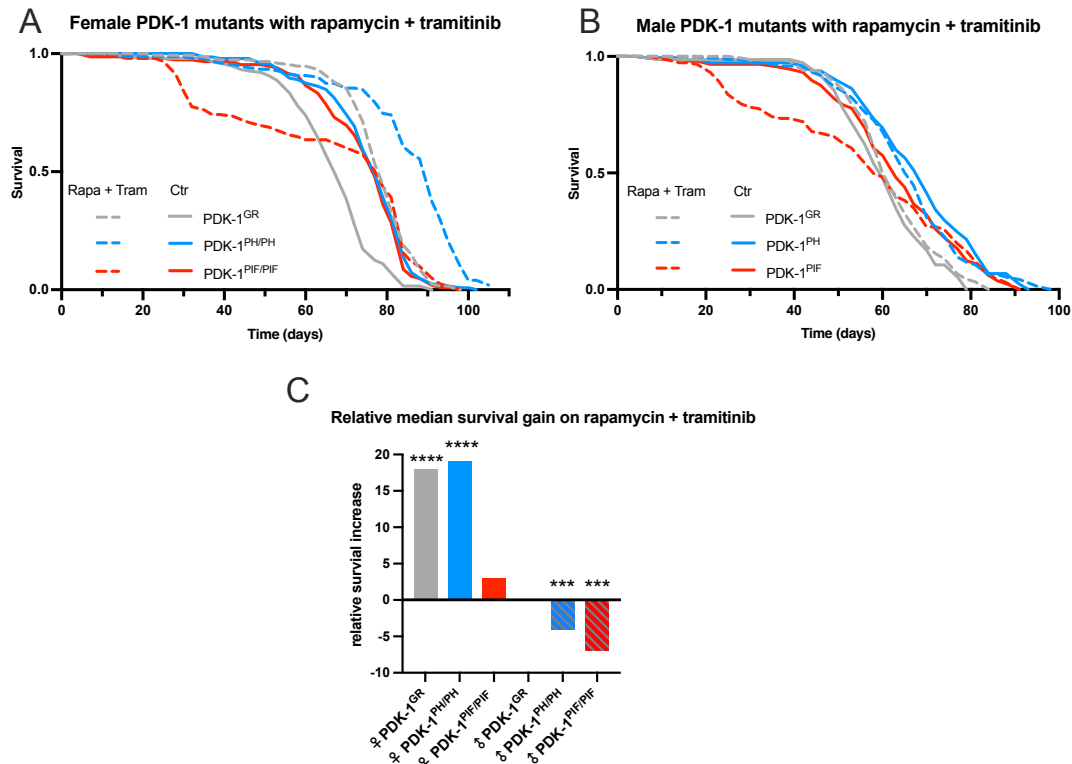 A
Female PDK-1 mutants with rapamycin + tramitinib
1.0
0.5
0.0
Survival
Rapa + Tram Ctr
PDK-1GR
PDK-1PH/PH
PDK-1PIF/PIF
0 20 40 60 80 100
Time (days)
B
Male PDK-1 mutants with rapamycin + tramitinib
1.0
0.5
0.0
Survival
Rapa + Tram Ctr
PDK-1GR
PDK-1PH
PDK-1PIF
0 20 40 60 80 100
Time (days)
C
Relative median survival gain on rapamycin + tramitinib
20
15
10
5
0
-5
-10
relative survial increase
**** **** *** ***
♀ PDK-1GR
♀ PDK-1PH/PH
♀ PDK-1PIF/PIF
♂ PDK-1GR
♂ PDK-1PH/PH
♂ PDK-1PIF/PIF